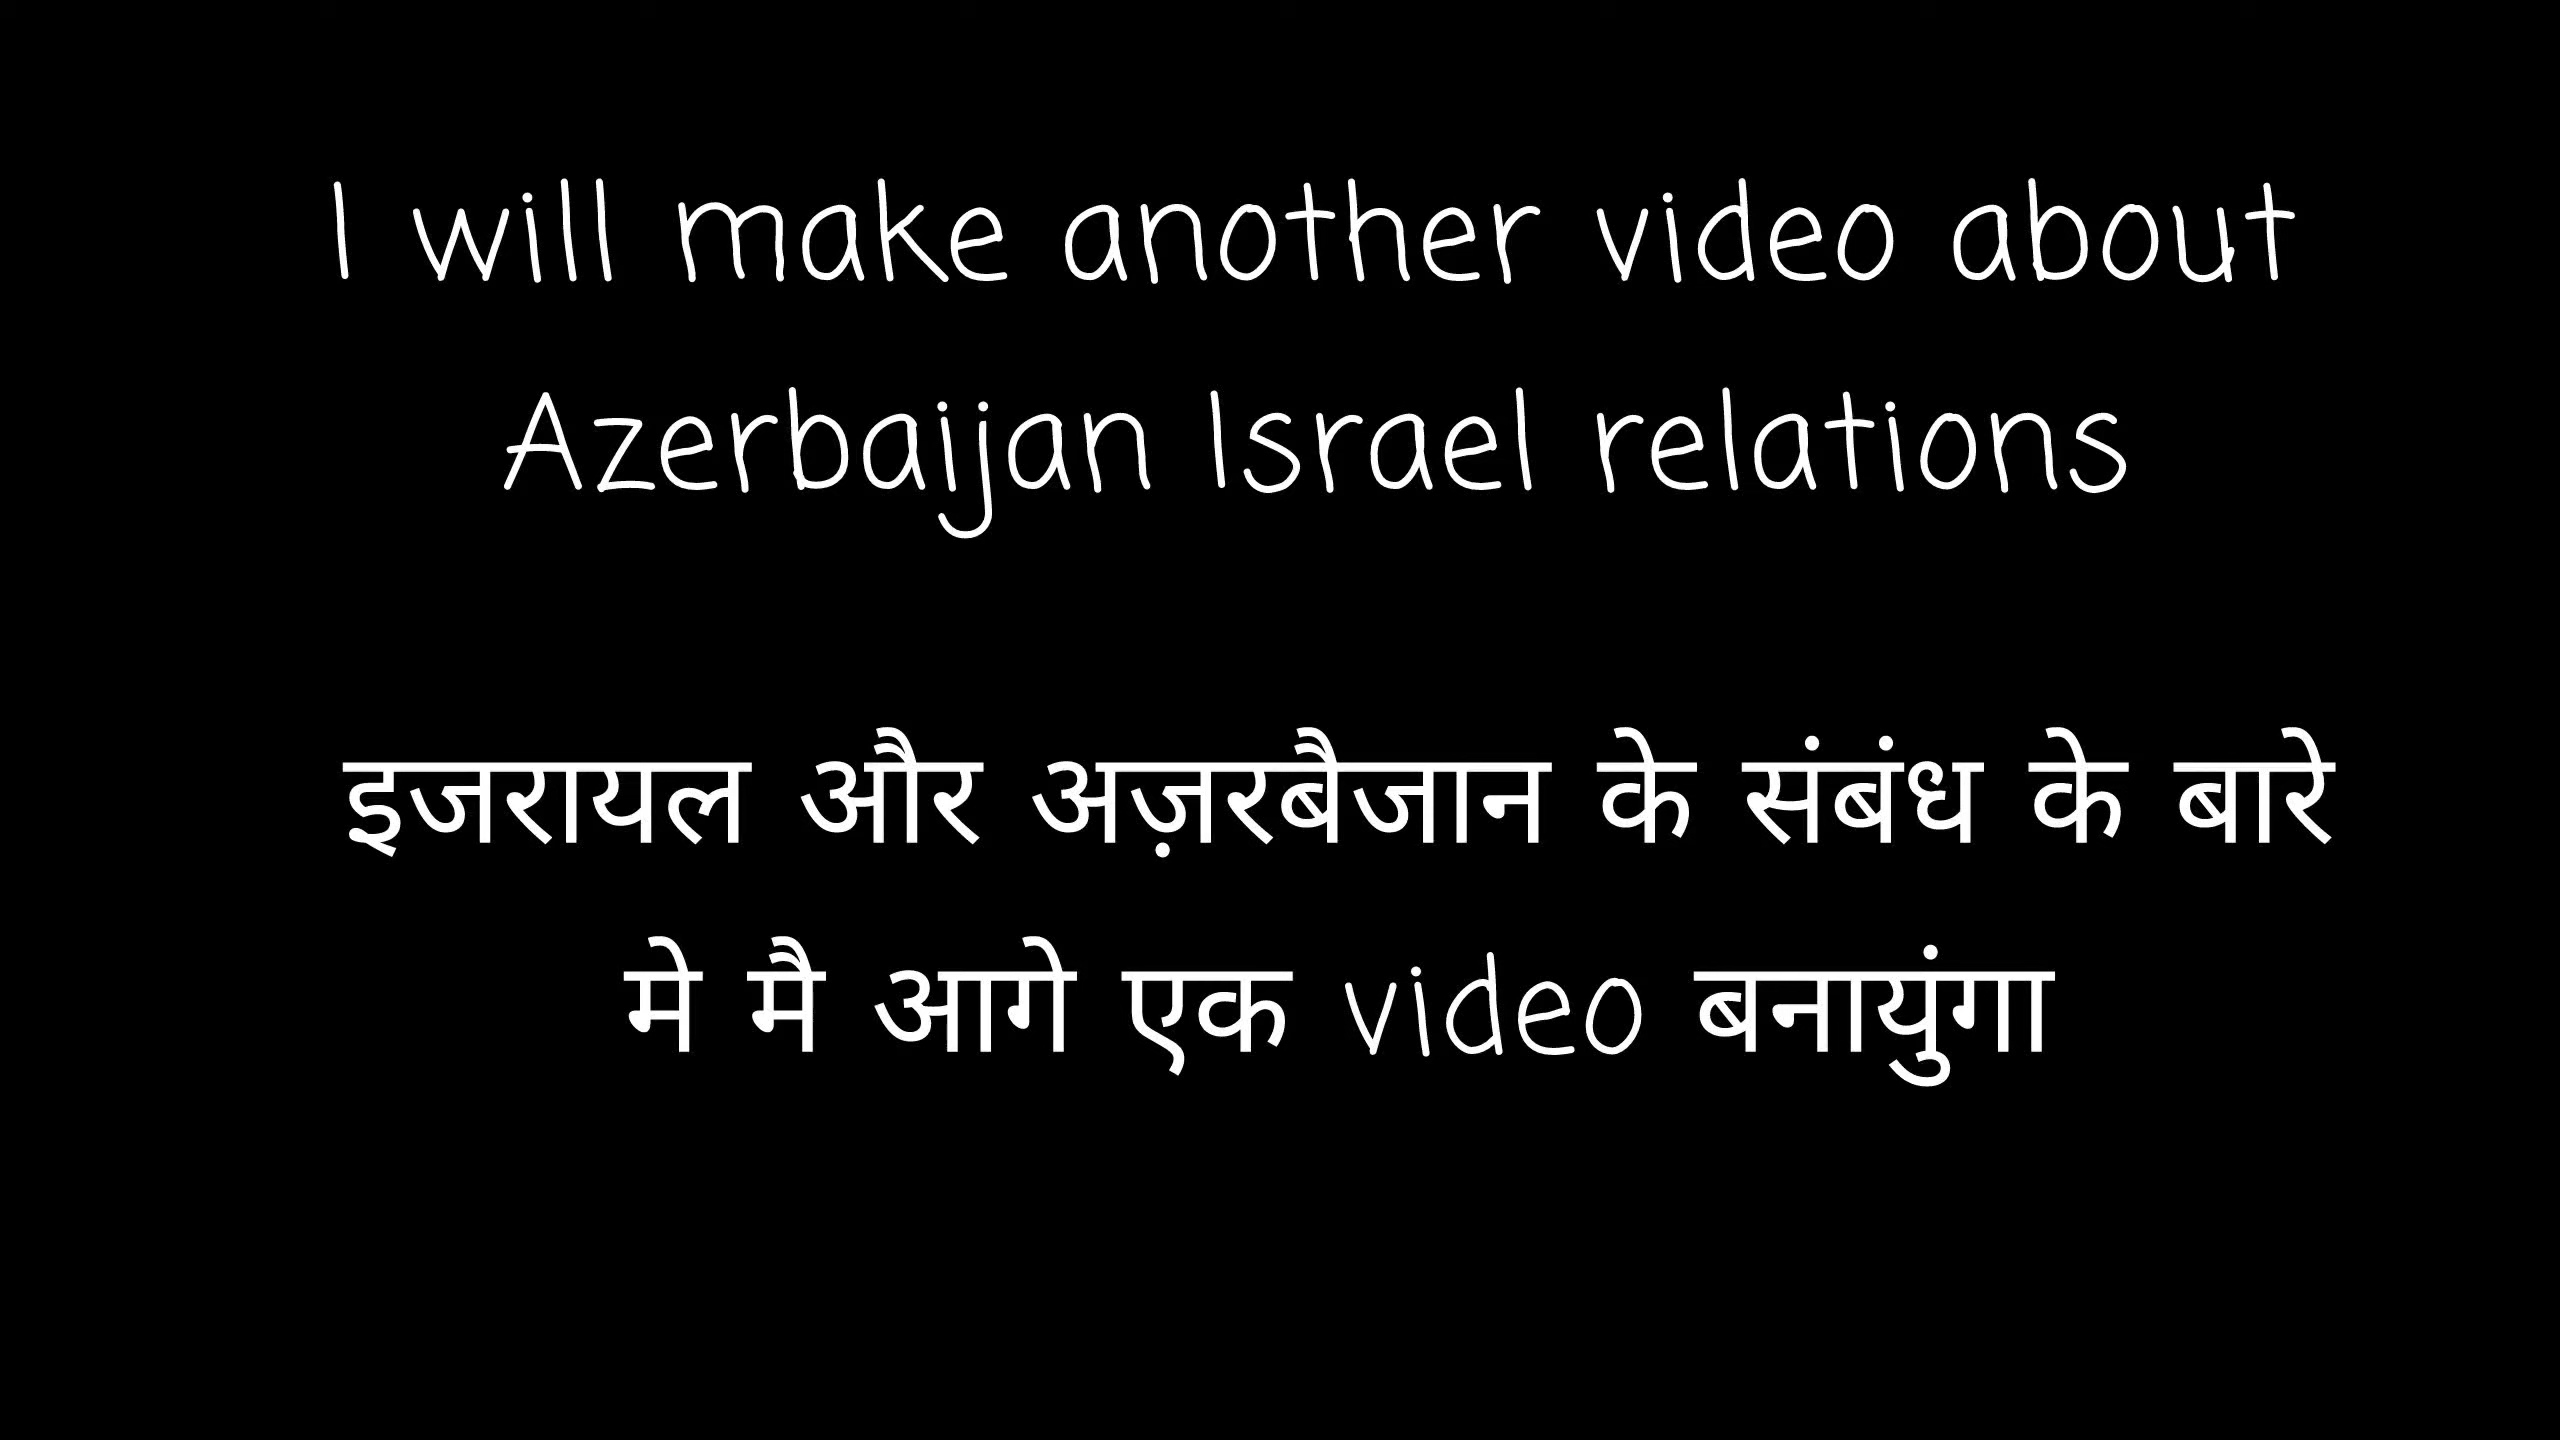 I will make another video about
Azerbaijan Israel relations
इजरायल और अज़रबैजान के संबंध के बारे
मे मै आगे एक video बनायुंगा